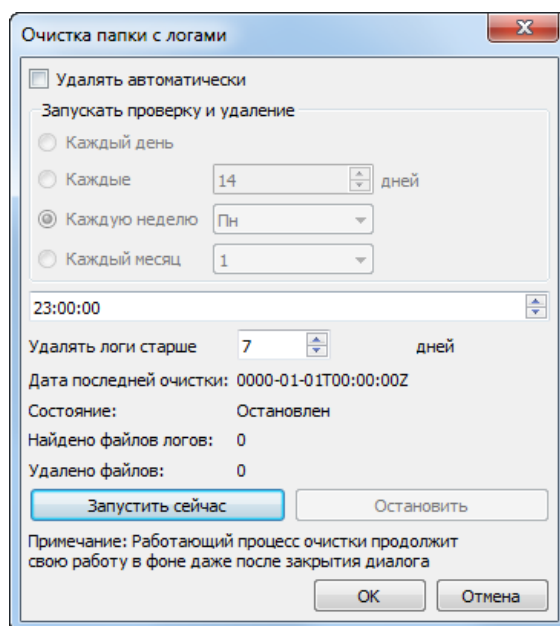 Очистка папки с логами
Удалять автоматически
Запускать проверку и удаление
Каждый день
Каждые 14 дней
Каждую неделю Пн
Каждый месяц 1
23:00:00
Удалять логи старше 7 дней
Дата последней очистки: 0000-01-01T00:00:00Z
Состояние: Остановлен
Найдено файлов логов: 0
Удалено файлов: 0
Запустить сейчас Остановить
Примечание: Работающий процесс очистки продолжит
свою работу в фоне даже после закрытия диалога
ОК Отмена